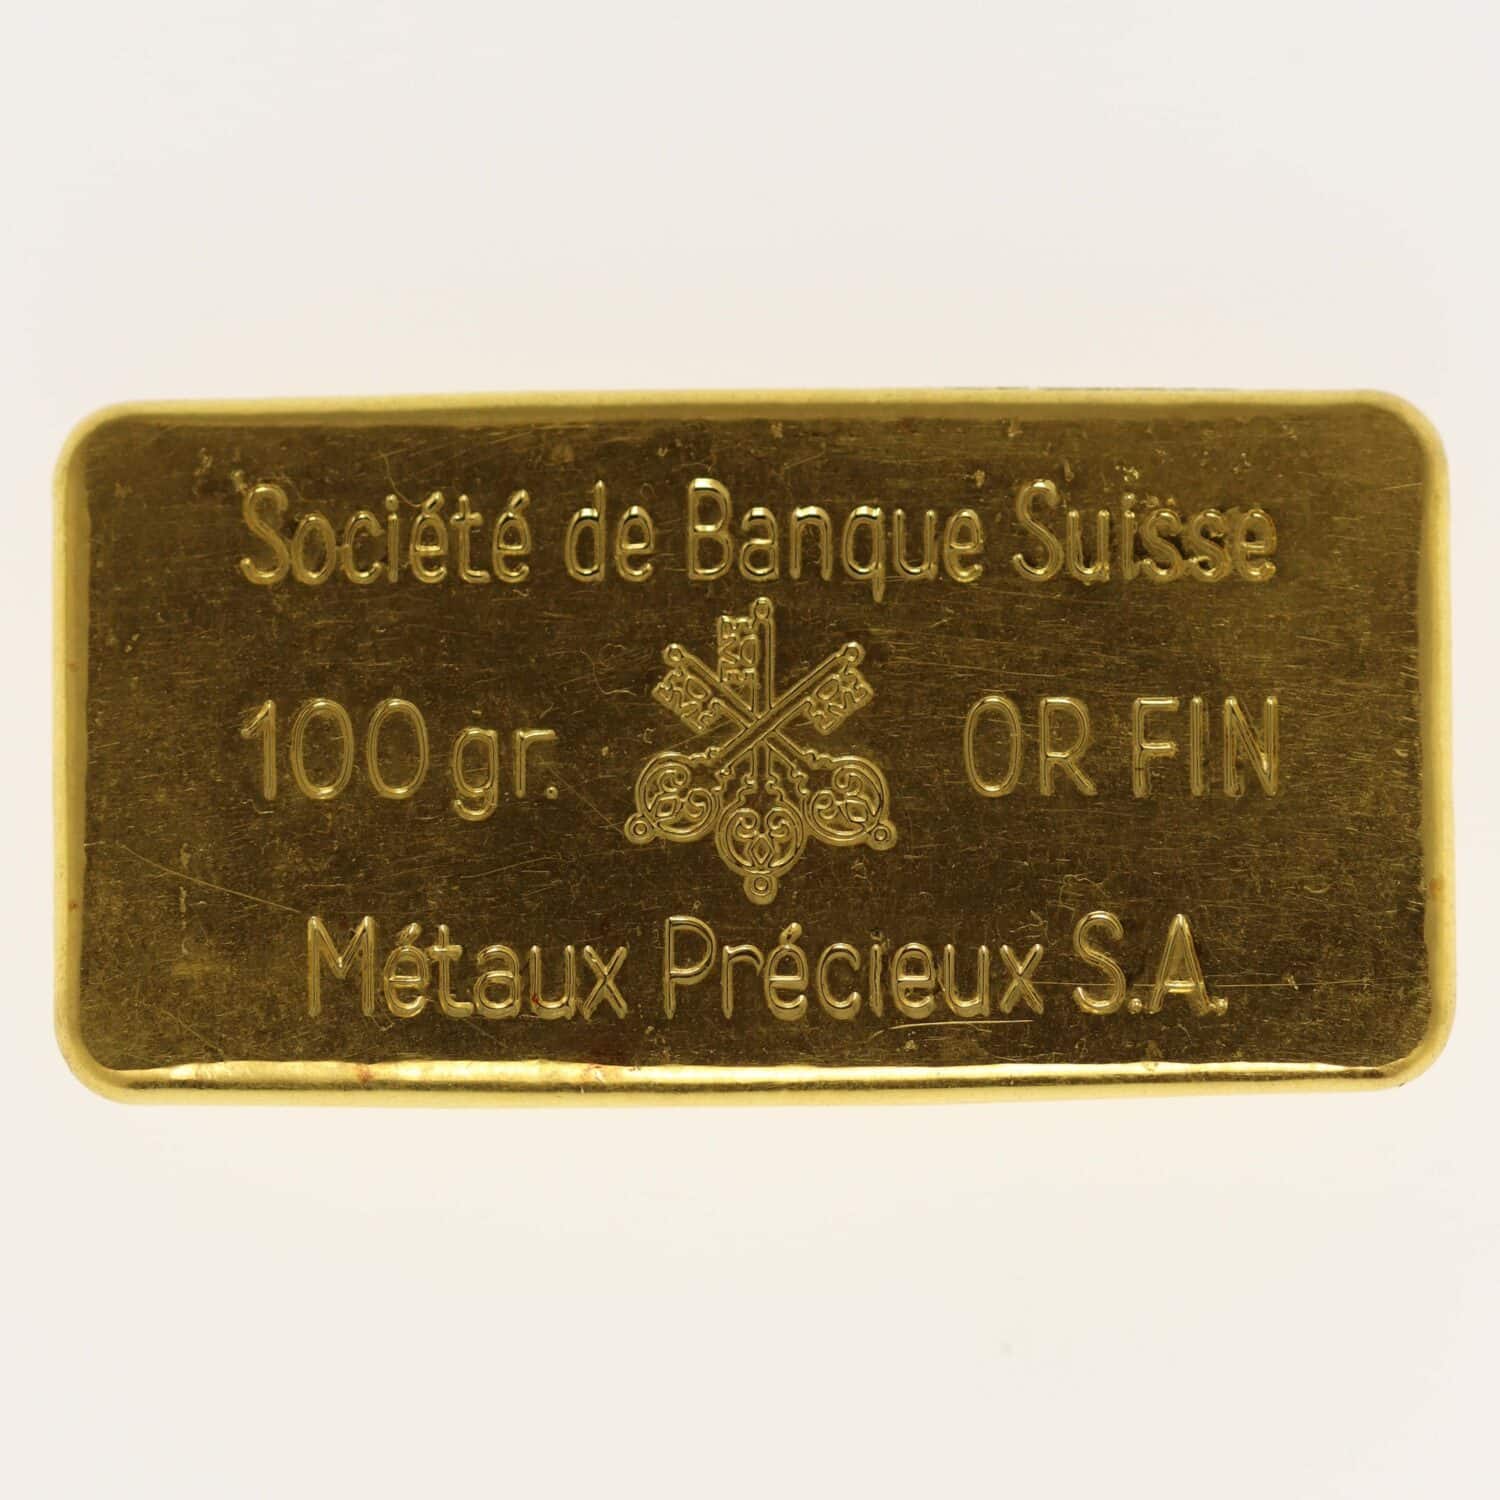 Société de Banque Suisse
100 gr. OR FIN
Métaux Précieux S.A.